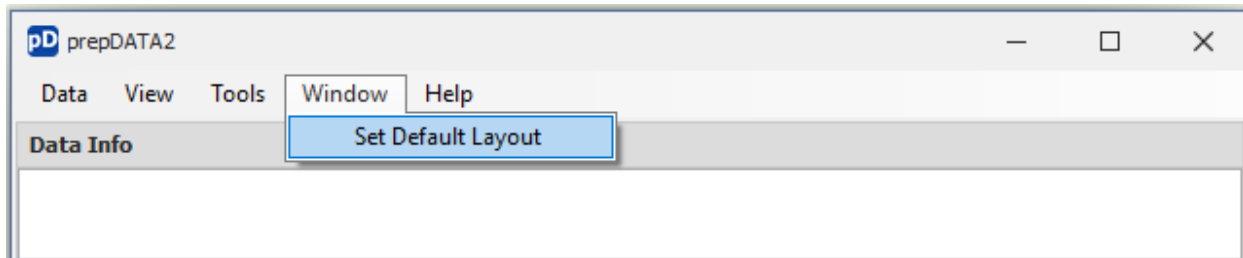 pD prepDATA2
Data View Tools Window Help
Set Default Layout
Data Info